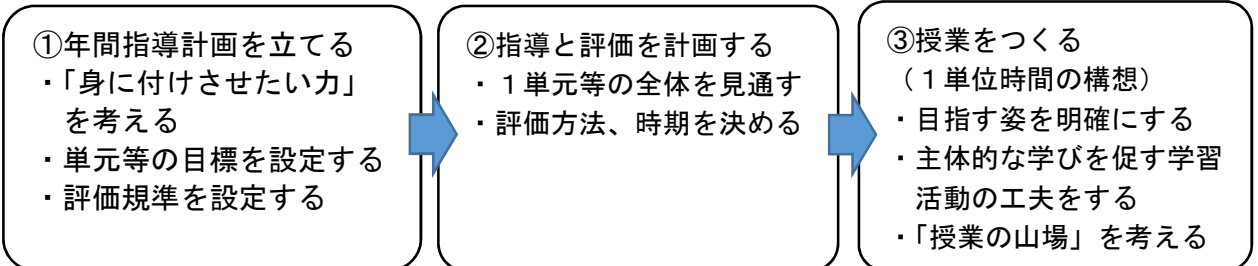 ①年間指導計画を立てる
・「身に付けさせたい力」
を考える
・単元等の目標を設定する
・評価規準を設定する
②指導と評価を計画する
・１単元等の全体を見通す
・評価方法、時期を決める
③授業をつくる
（１単位時間の構想）
・目指す姿を明確にする
・主体的な学びを促す学習
活動の工夫をする
・「授業の山場」を考える